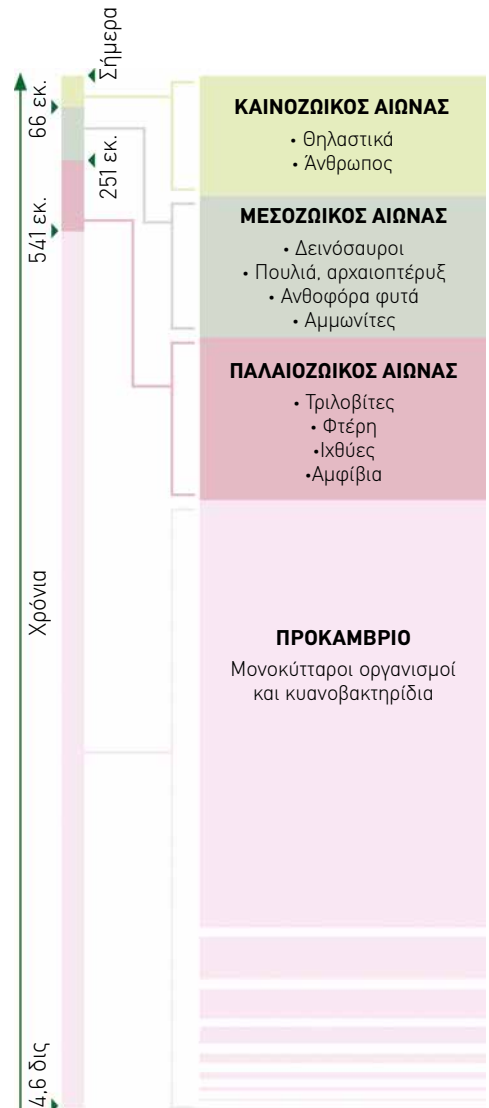 Σήμερα
66 εκ.
251 εκ.
541 εκ.
Χρόνια
4,6 δις
ΚΑΙΝΟΖΩΙΚΟΣ ΑΙΩΝΑΣ
• Θηλαστικά
• Άνθρωπος
ΜΕΣΟΖΩΙΚΟΣ ΑΙΩΝΑΣ
• Δεινόσαυροι
• Πουλιά, αρχαιοπτέρυξ
• Ανθοφόρα φυτά
• Αμμωνίτες
ΠΑΛΑΙΟΖΩΙΚΟΣ ΑΙΩΝΑΣ
• Τριλοβίτες
• Φτέρη
•Ιχθύες
•Αμφίβια
ΠΡΟΚΑΜΒΡΙΟ
Μονοκύτταροι οργανισμοί
και κυανοβακτηρίδια